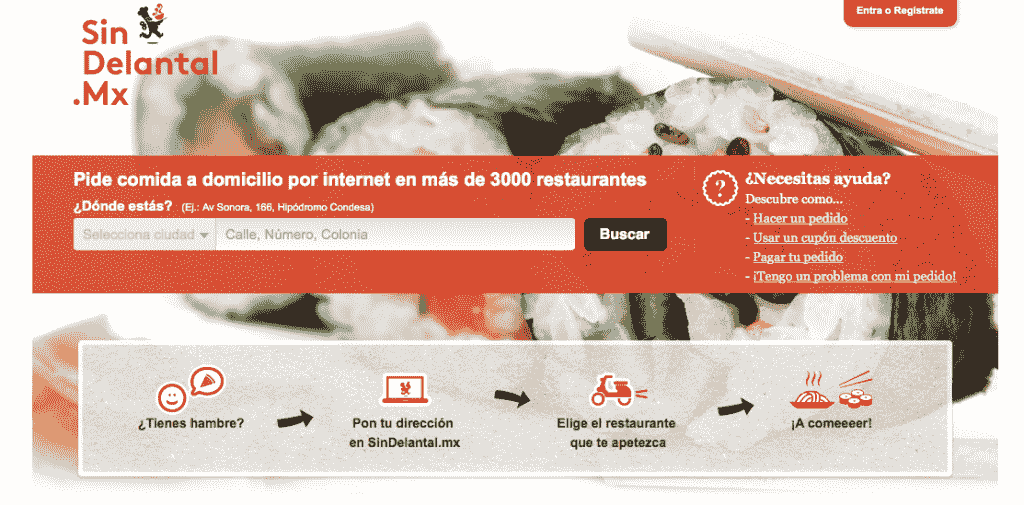 Sin
Delantal
.Mx
Entra o Regístrate
Pide comida a domicilio por internet en más de 3000 restaurantes
¿Dónde estás? (Ej.: Av Sonora, 166, Hipódromo Condesa)
Selecciona ciudad
Calle, Número, Colonia
Buscar
?
¿Necesitas ayuda?
Descubre como...
- Hacer un pedido
- Usar un cupón descuento
- Pagar tu pedido
- ¡Tengo un problema con mi pedido!
¿Tienes hambre?
Pon tu dirección
en SinDelantal.mx
Elige el restaurante
que te apetezca
¡A comeeeer!